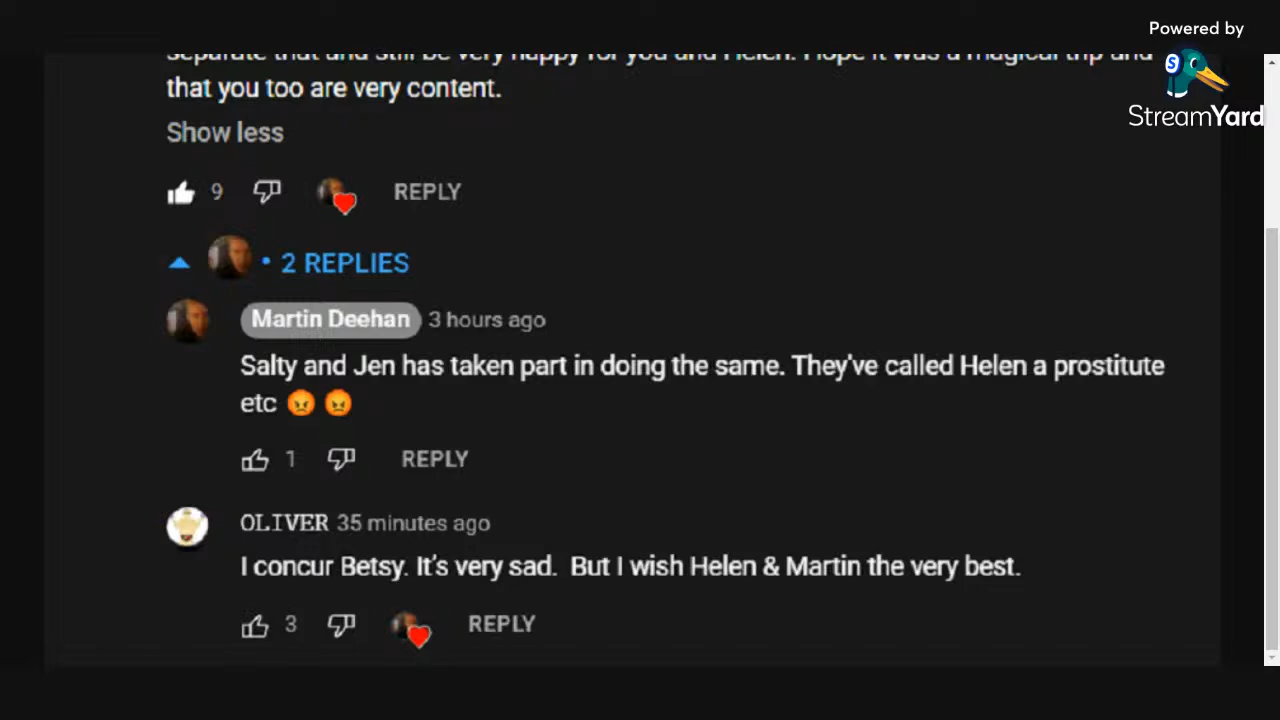 Powered by
StreamYard
separate that and still be very happy for you and Helen. Hope it was a magical trip and
that you too are very content.
Show less
9 REPLY
• 2 REPLIES
Martin Deehan 3 hours ago
Salty and Jen has taken part in doing the same. They've called Helen a prostitute
etc 😡 😡
1 REPLY
OLIVER 35 minutes ago
I concur Betsy. It's very sad. But I wish Helen & Martin the very best.
3 REPLY